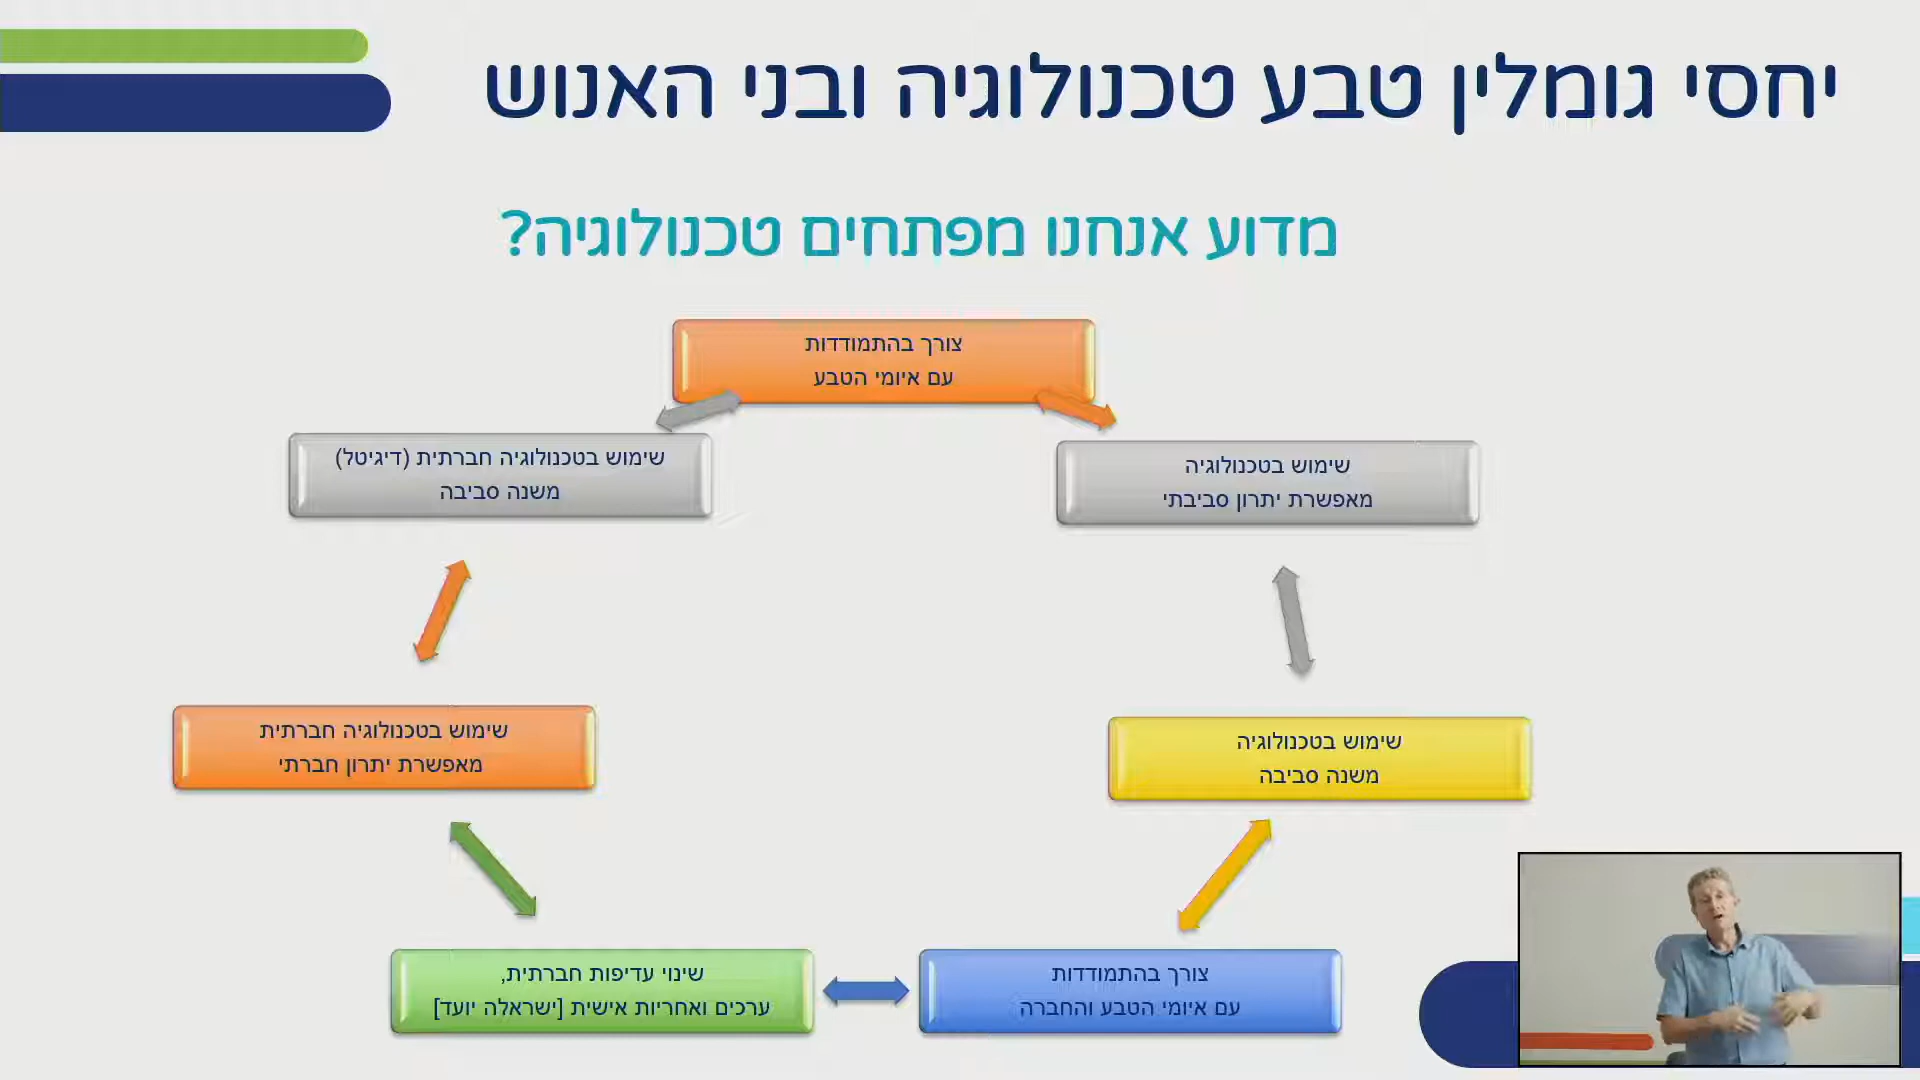 יחסי גומלין טבע טכנולוגיה ובני האנוש
מדוע אנחנו מפתחים טכנולוגיה?
צורך בהתמודדות
עם איומי הטבע
שימוש בטכנולוגיה
מאפשרת יתרון סביבתי
שימוש בטכנולוגיה
משנה סביבה
צורך בהתמודדות
עם איומי הטבע והחברה
שינוי עדיפות חברתית,
ערכים ואחריות אישית [ישראלה יועד]
שימוש בטכנולוגיה חברתית
מאפשרת יתרון חברתי
שימוש בטכנולוגיה חברתית (דיגיטל)
משנה סביבה